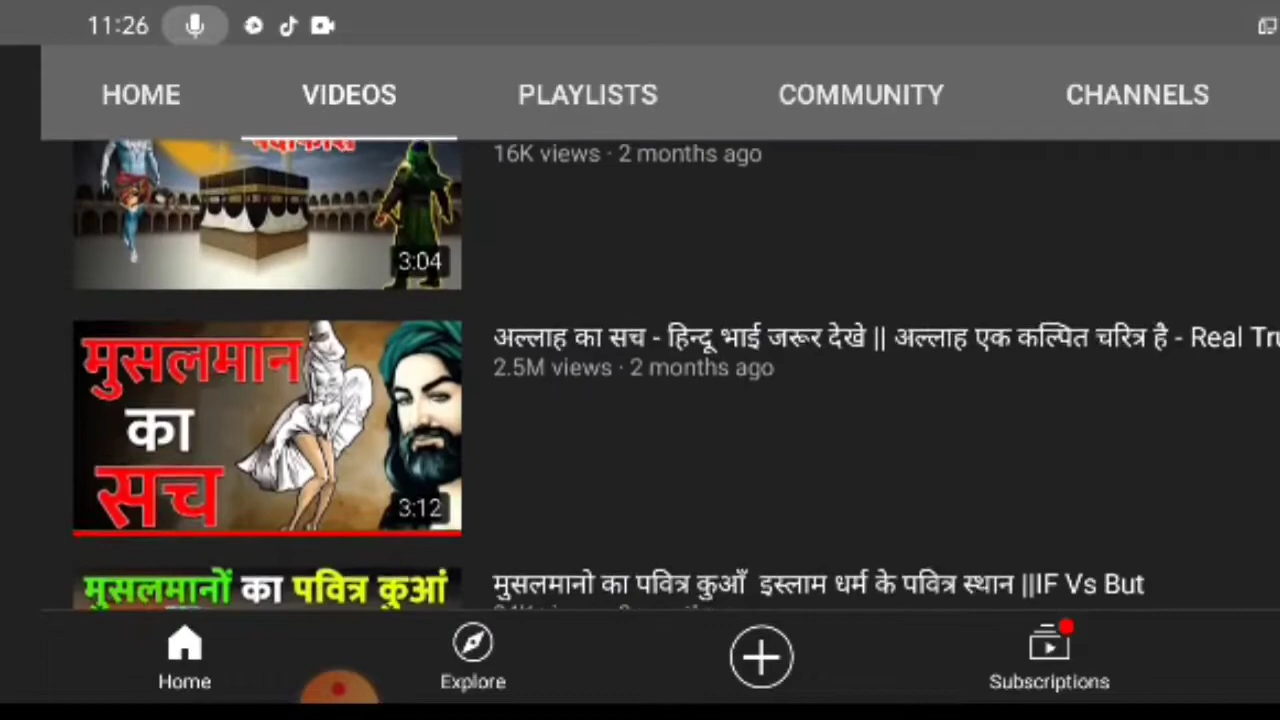 11:26
HOME VIDEOS PLAYLISTS COMMUNITY CHANNELS
16K views · 2 months ago
3:04
मुसलमान
का
सच
3:12
अल्लाह का सच - हिन्दू भाई जरूर देखे || अल्लाह एक कल्पित चरित्र है - Real
2.5M views · 2 months ago
मुसलमानों का पवित्र कुआं
मुसलमानो का पवित्र कुआँ इस्लाम धर्म के पवित्र स्थान ||IF Vs But
Home Explore Subscriptions